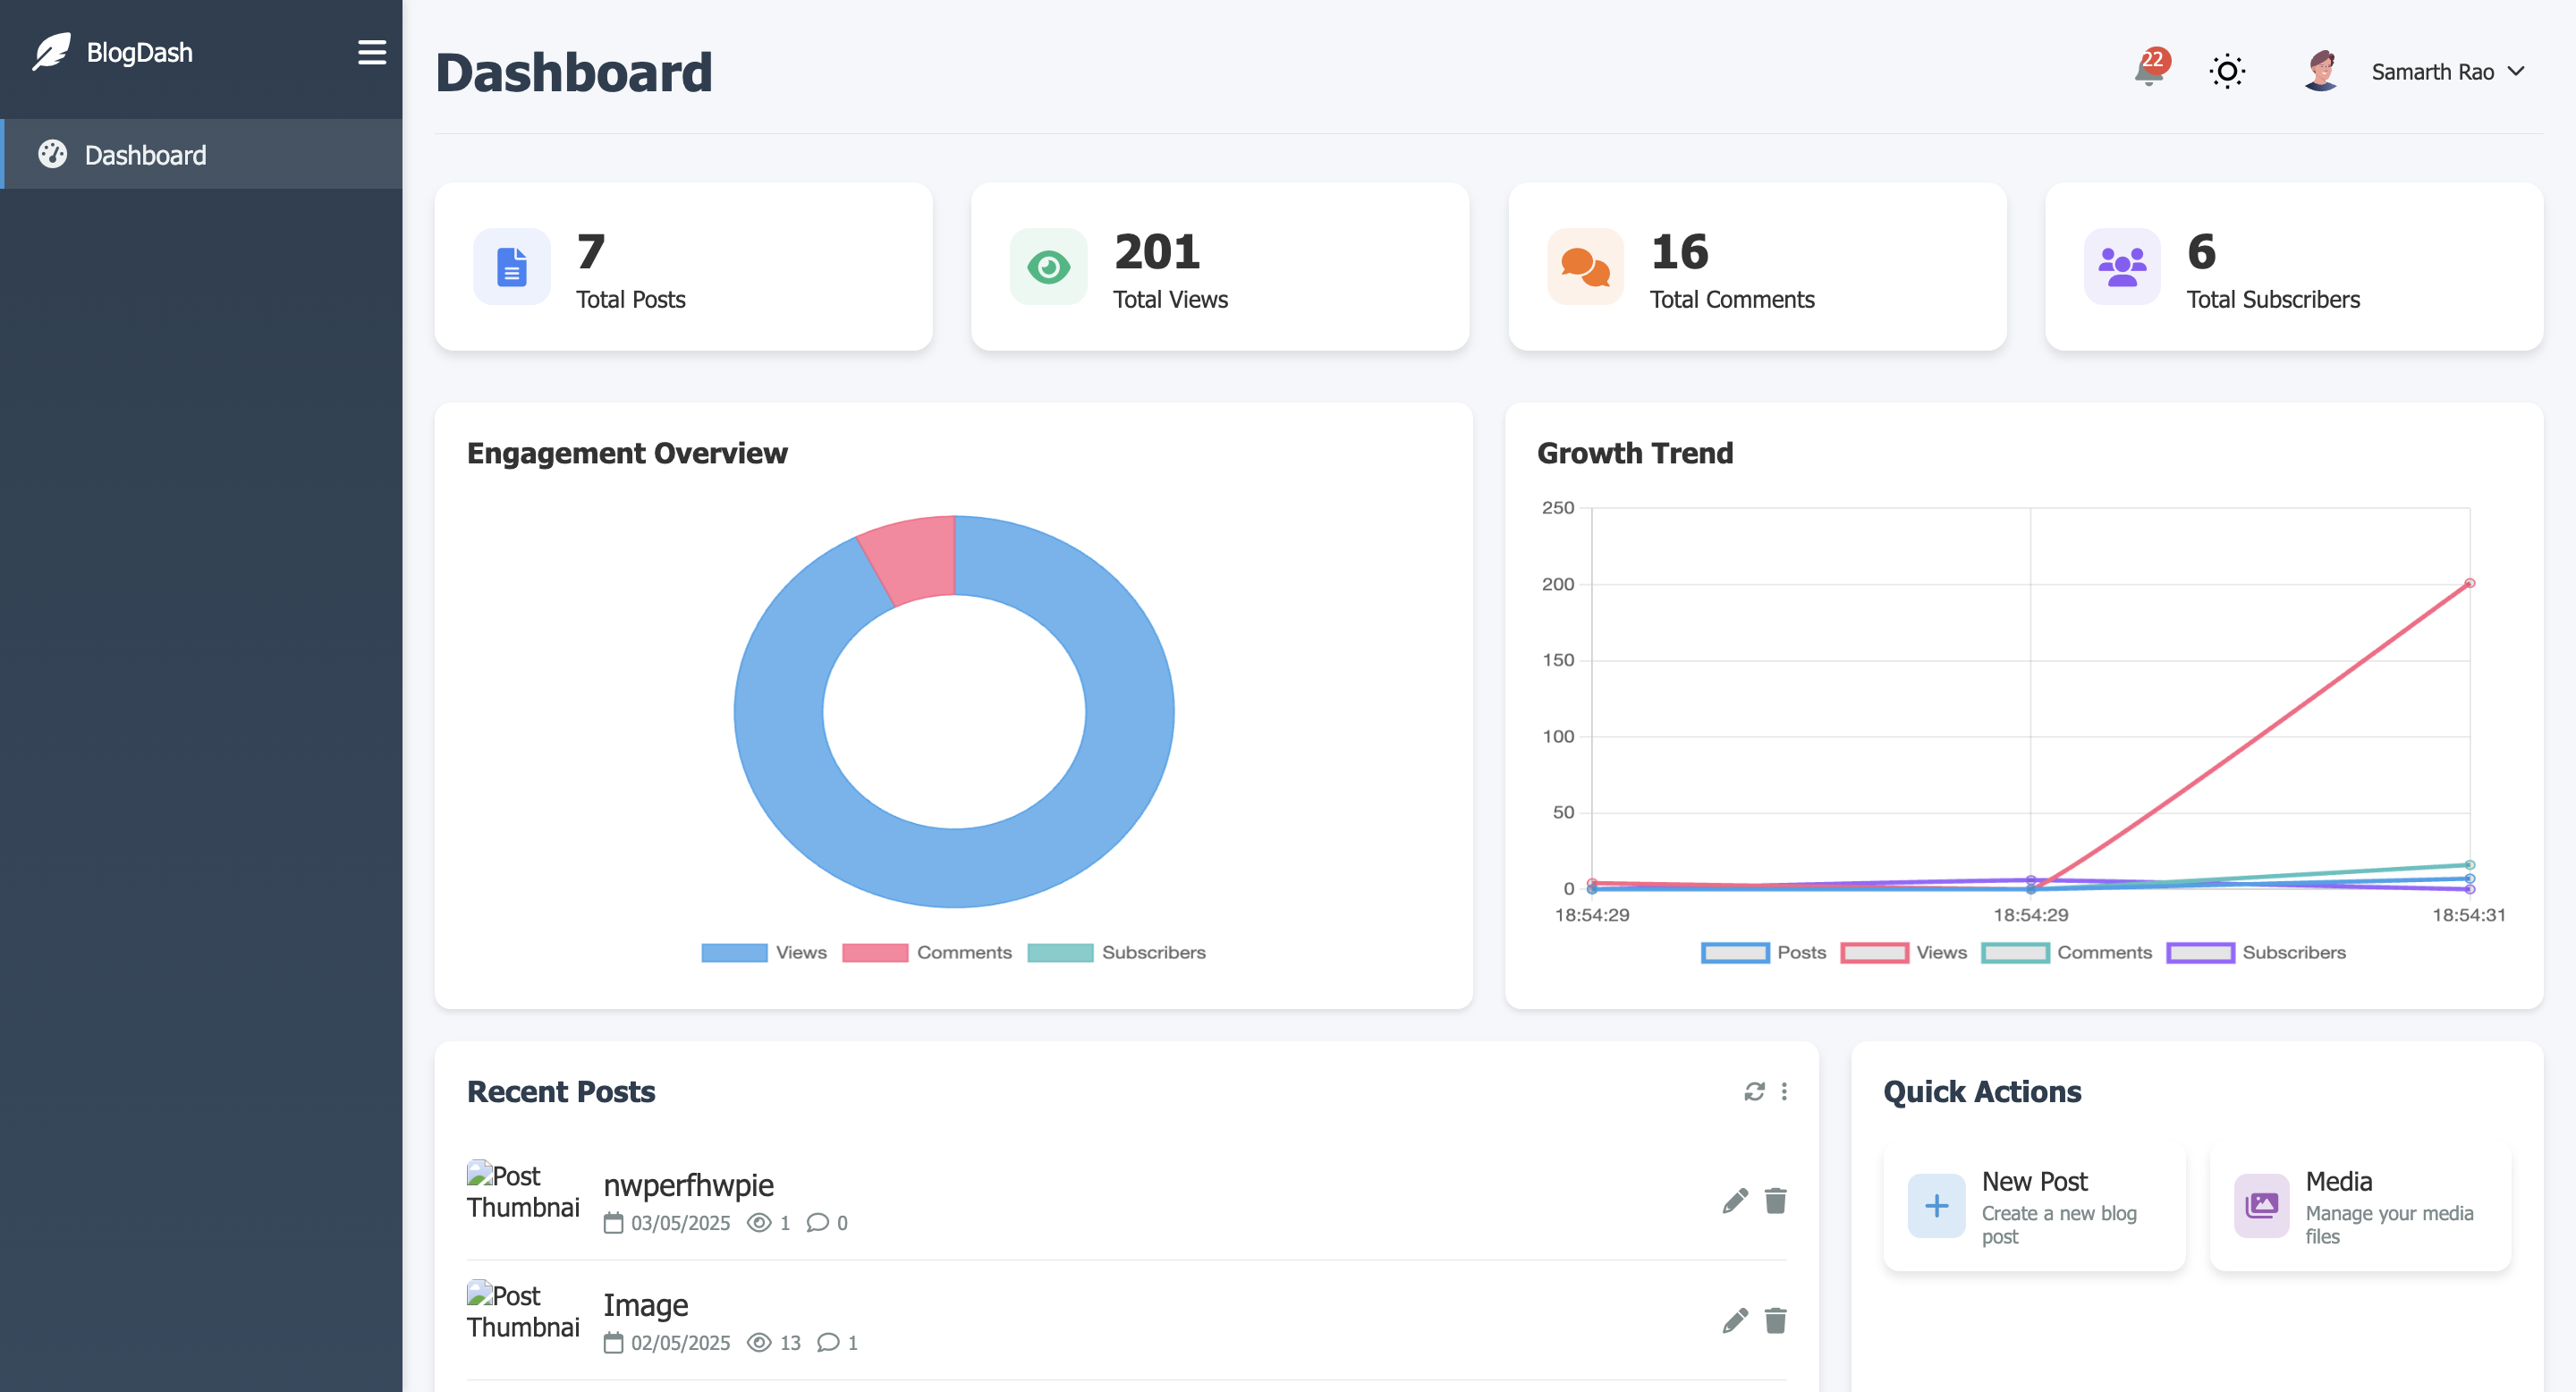 BlogDash
Dashboard
Dashboard
22
Samarth Rao
7
Total Posts
201
Total Views
16
Total Comments
6
Total Subscribers
Engagement Overview
Views Comments Subscribers
Growth Trend
250
200
150
100
50
0
18:54:29 18:54:29 18:54:31
Posts Views Comments Subscribers
Recent Posts
Post
Thumbnai
nwperfhwpie
03/05/2025 1 0
Post
Thumbnai
Image
02/05/2025 13 1
Quick Actions
New Post
Create a new blog
post
Media
Manage your media
files